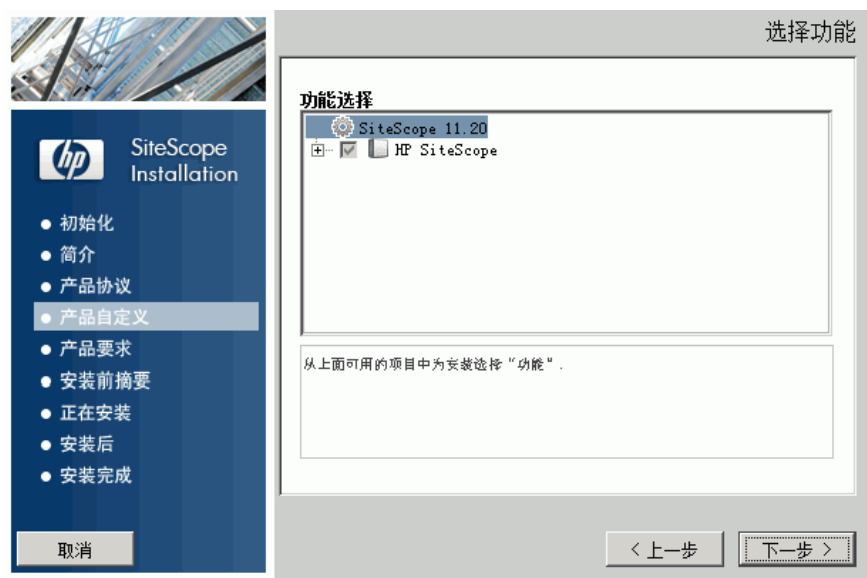 选择功能
hp
SiteScope
Installation
初始化
简介
产品协议
产品自定义
产品要求
安装前摘要
正在安装
安装后
安装完成
功能选择
SiteScope 11.20
HP SiteScope
从上面可用的项目中为安装选择“功能”.
取消
< 上一步
下一步 >